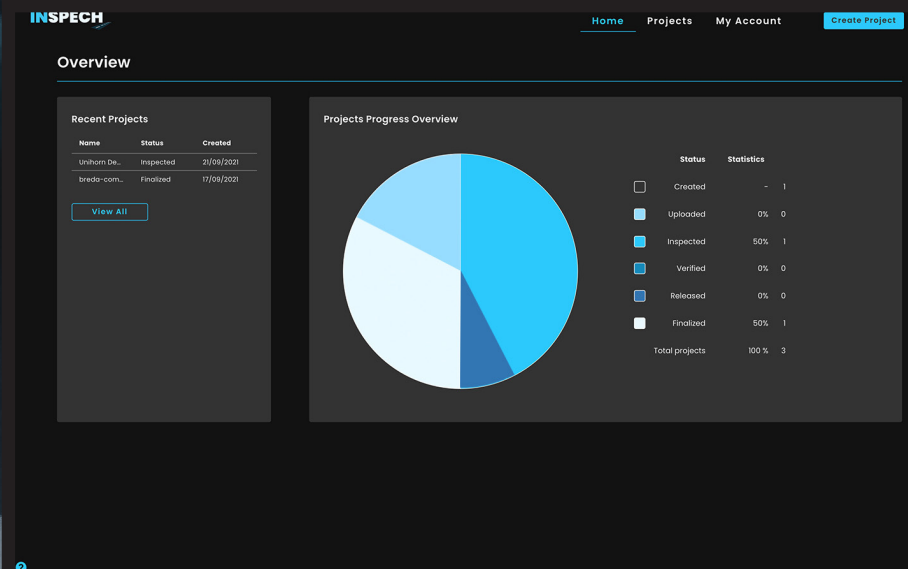 INSPECH
Home Projects My Account Create Project
Overview
Recent Projects
Name Status Created
Unihorn De... Inspected 21/09/2021
breda-com... Finalized 17/09/2021
View All
Projects Progress Overview
Status Statistics
Created - 1
Uploaded 0% 0
Inspected 50% 1
Verified 0% 0
Released 0% 0
Finalized 50% 1
Total projects 100 % 3
?